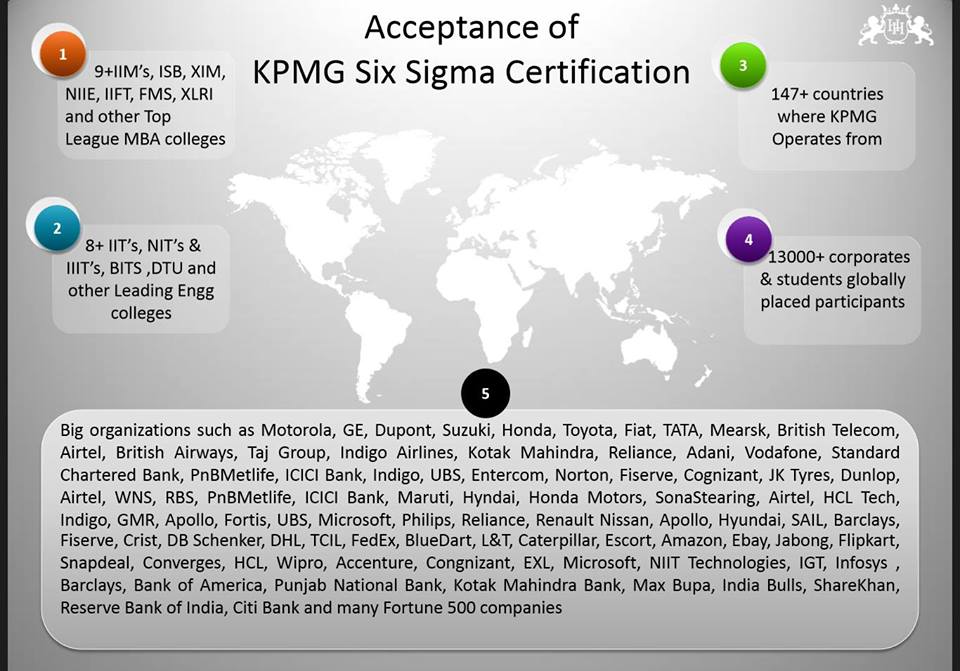 Acceptance of
KPMG Six Sigma Certification
1
9+IIM's, ISB, XIM,
NIIE, IIFT, FMS, XLRI
and other Top
League MBA colleges
2
8+ IIT's, NIT's &
IIIT's, BITS ,DTU and
other Leading Engg
colleges
3
147+ countries
where KPMG
Operates from
4
13000+ corporates
& students globally
placed participants
5
Big organizations such as Motorola, GE, Dupont, Suzuki, Honda, Toyota, Fiat, TATA, Mearsk, British Telecom,
Airtel, British Airways, Taj Group, Indigo Airlines, Kotak Mahindra, Reliance, Adani, Vodafone, Standard
Chartered Bank, PnBMetlife, ICICI Bank, Indigo, UBS, Entercom, Norton, Fiserve, Cognizant, JK Tyres, Dunlop,
Airtel, WNS, RBS, PnBMetlife, ICICI Bank, Maruti, Hyndai, Honda Motors, SonaStearing, Airtel, HCL Tech,
Indigo, GMR, Apollo, Fortis, UBS, Microsoft, Philips, Reliance, Renault Nissan, Apollo, Hyundai, SAIL, Barclays,
Fiserve, Crist, DB Schenker, DHL, TCIL, FedEx, BlueDart, L&T, Caterpillar, Escort, Amazon, Ebay, Jabong, Flipkart,
Snapdeal, Converges, HCL, Wipro, Accenture, Congnizant, EXL, Microsoft, NIIT Technologies, IGT, Infosys ,
Barclays, Bank of America, Punjab National Bank, Kotak Mahindra Bank, Max Bupa, India Bulls, ShareKhan,
Reserve Bank of India, Citi Bank and many Fortune 500 companies